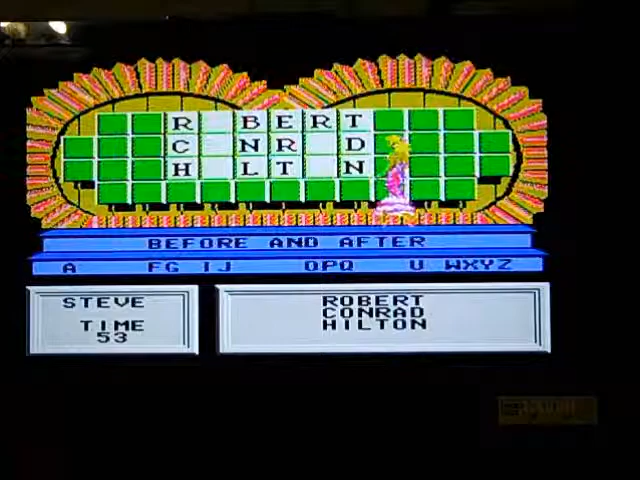 R BERT
C NR D
H LT N
BEFORE AND AFTER
A FG IJ OPQ U WXYZ
STEVE
TIME
53
ROBERT
CONRAD
HILTON